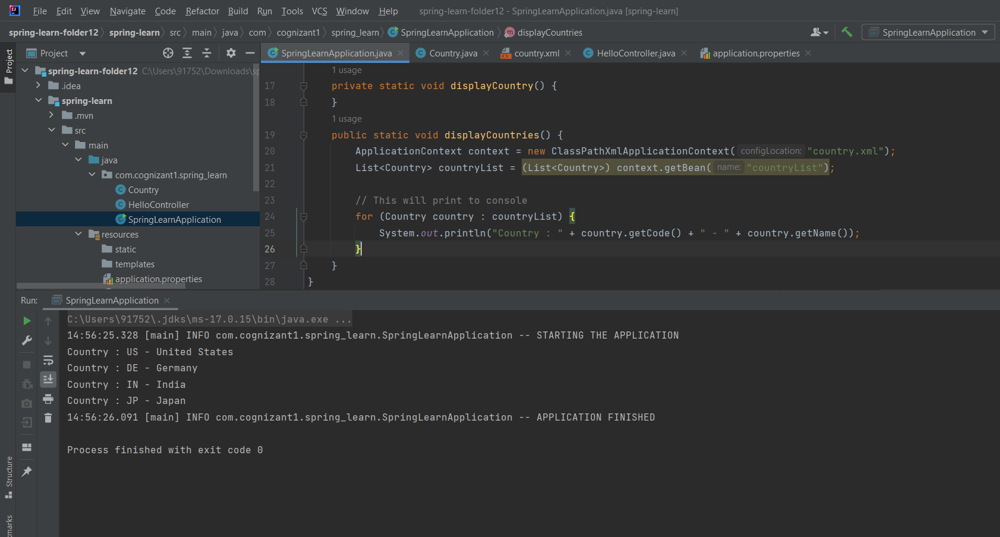 File Edit View Navigate Code Refactor Build Run Tools VCS Window Help spring-learn-folder12 - SpringLearnApplication.java [spring-learn]
spring-learn-folder12 spring-learn src main java com cognizant1 spring_learn SpringLearnApplication displayCountries SpringLearnApplication
Project
Project
SpringLearnApplication.java Country.java country.xml HelloController.java application.properties
spring-learn-folder12 C:\Users\91752\Downloads\sp
.idea
spring-learn
.mvn
src
main
java
com.cognizant1.spring_learn
Country
HelloController
SpringLearnApplication
resources
static
templates
application.properties
1 usage
17 private static void displayCountry() {
18 }
1 usage
19 public static void displayCountries() {
20 ApplicationContext context = new ClassPathXmlApplicationContext( configLocation: "country.xml");
21 List<Country> countryList = (List<Country>) context.getBean( name: "countryList");
22
23 // This will print to console
24 for (Country country : countryList) {
25 System.out.println("Country : " + country.getCode() + " - " + country.getName());
26 }
27 }
28 }
Run: SpringLearnApplication
C:\Users\91752\.jdks\ms-17.0.15\bin\java.exe ...
14:56:25.328 [main] INFO com.cognizant1.spring_learn.SpringLearnApplication -- STARTING THE APPLICATION
Country : US - United States
Country : DE - Germany
Country : IN - India
Country : JP - Japan
14:56:26.091 [main] INFO com.cognizant1.spring_learn.SpringLearnApplication -- APPLICATION FINISHED
Process finished with exit code 0
Structure
kmarks